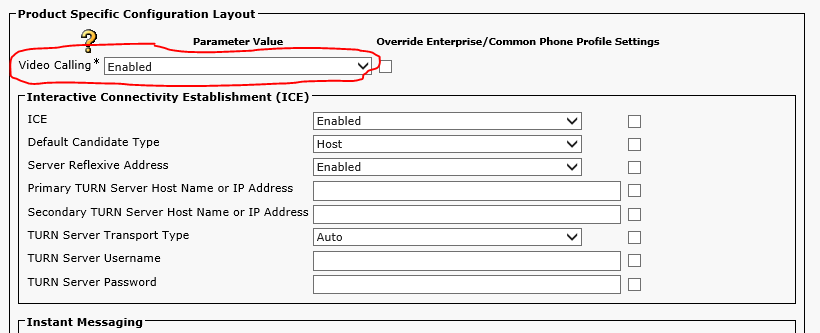 Product Specific Configuration Layout
? Parameter Value Override Enterprise/Common Phone Profile Settings
Video Calling * Enabled
Interactive Connectivity Establishment (ICE)
ICE Enabled
Default Candidate Type Host
Server Reflexive Address Enabled
Primary TURN Server Host Name or IP Address
Secondary TURN Server Host Name or IP Address
TURN Server Transport Type Auto
TURN Server Username
TURN Server Password
Instant Messaging